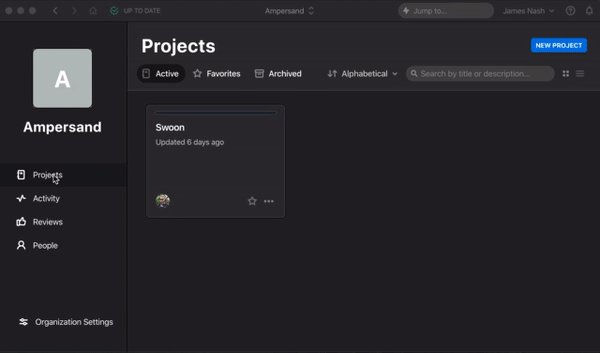 UP TO DATE
Ampersand
Jump to...
James Nash
A
Ampersand
Projects
Activity
Reviews
People
Organization Settings
Projects
NEW PROJECT
Active
Favorites
Archived
Alphabetical
Search by title or description...
Swoon
Updated 6 days ago